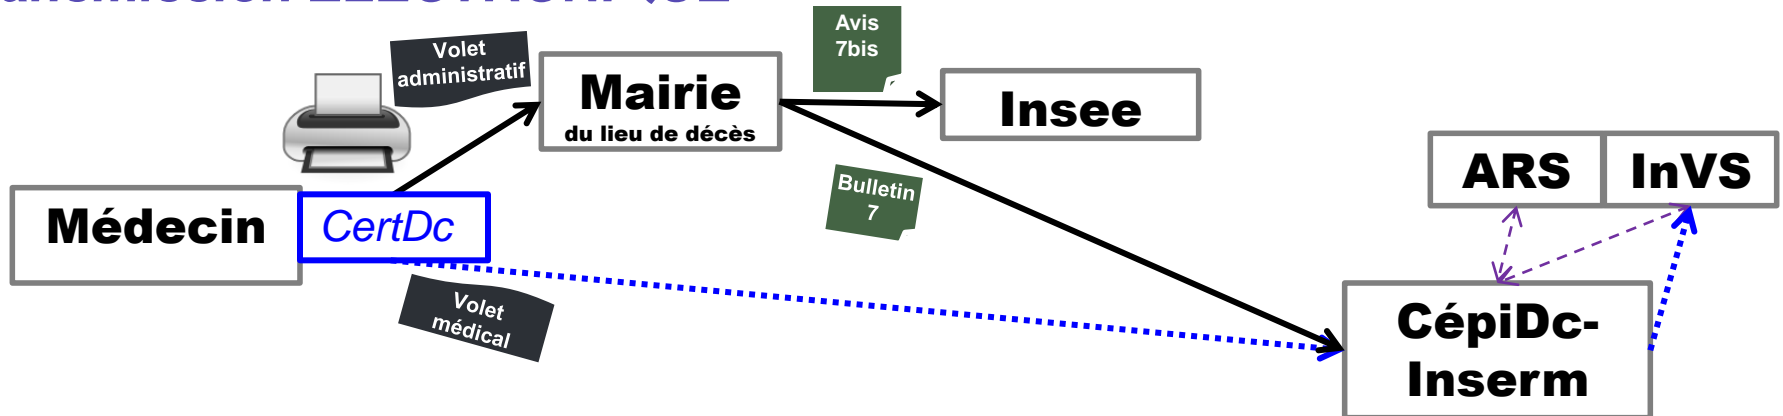 Volet
administratif
Avis
7bis
Mairie
du lieu de décès
Insee
ARS
InVS
Médecin
CertDc
Bulletin
7
Volet
médical
CépiDc-
Inserm